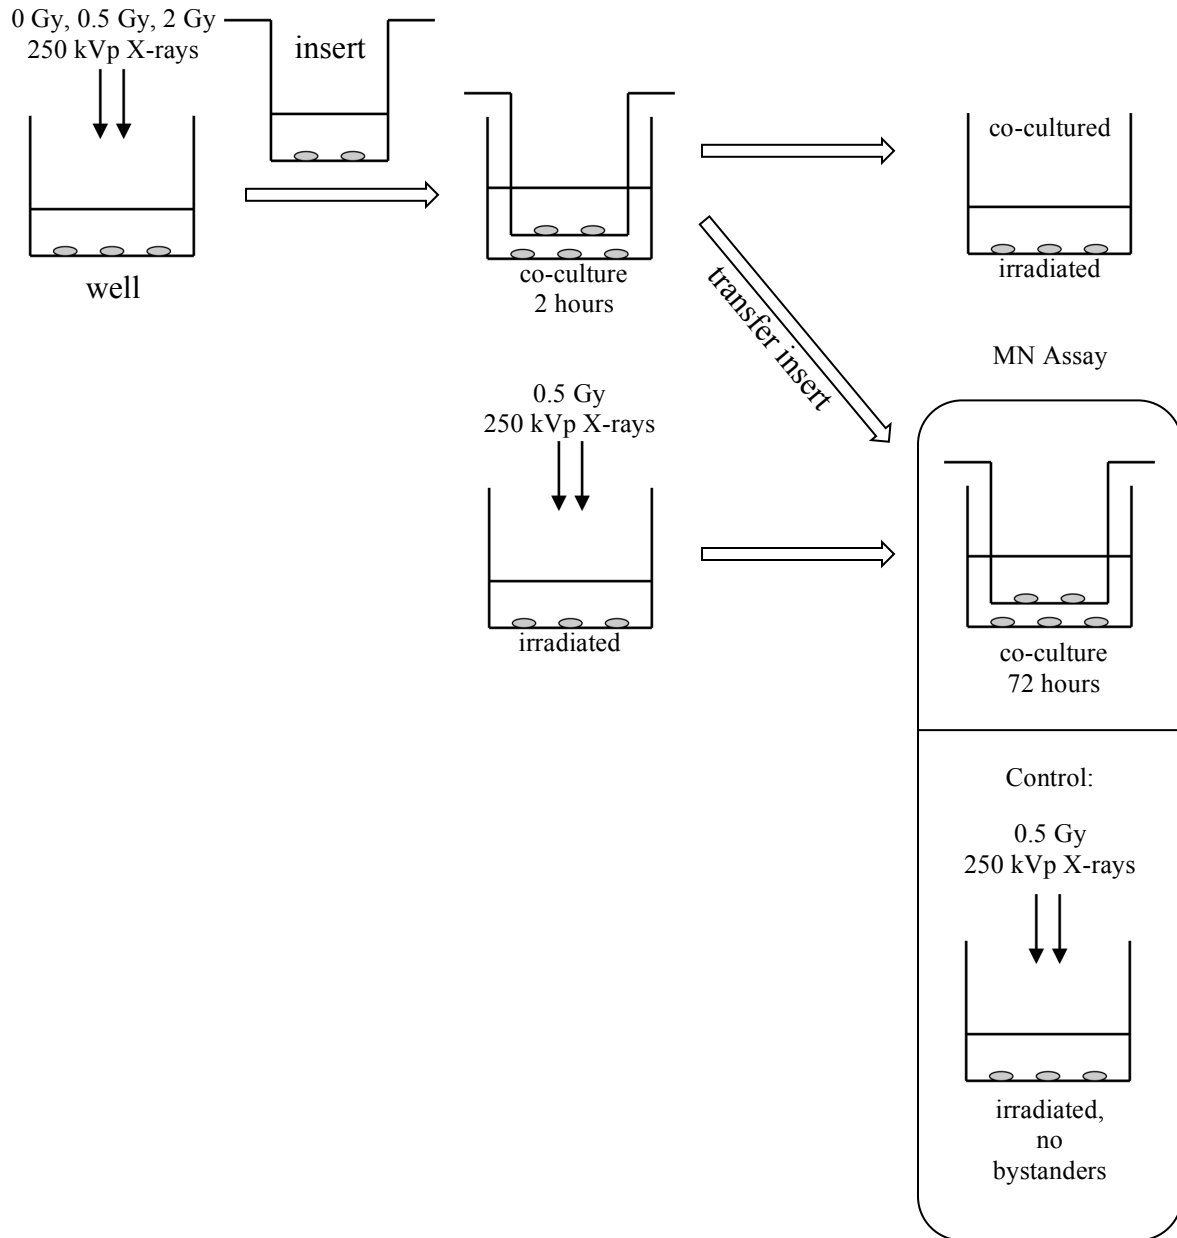 0 Gy, 0.5 Gy, 2 Gy
250 kVp X-rays
insert
well
co-culture
2 hours
co-cultured
irradiated
transfer insert
MN Assay
0.5 Gy
250 kVp X-rays
irradiated
co-culture
72 hours
Control:
0.5 Gy
250 kVp X-rays
irradiated,
no
bystanders